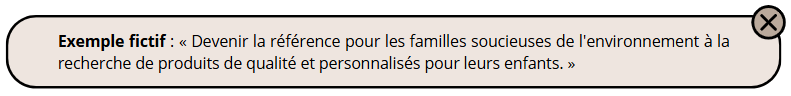 Exemple fictif : « Devenir la référence pour les familles soucieuses de l'environnement à la
recherche de produits de qualité et personnalisés pour leurs enfants. »